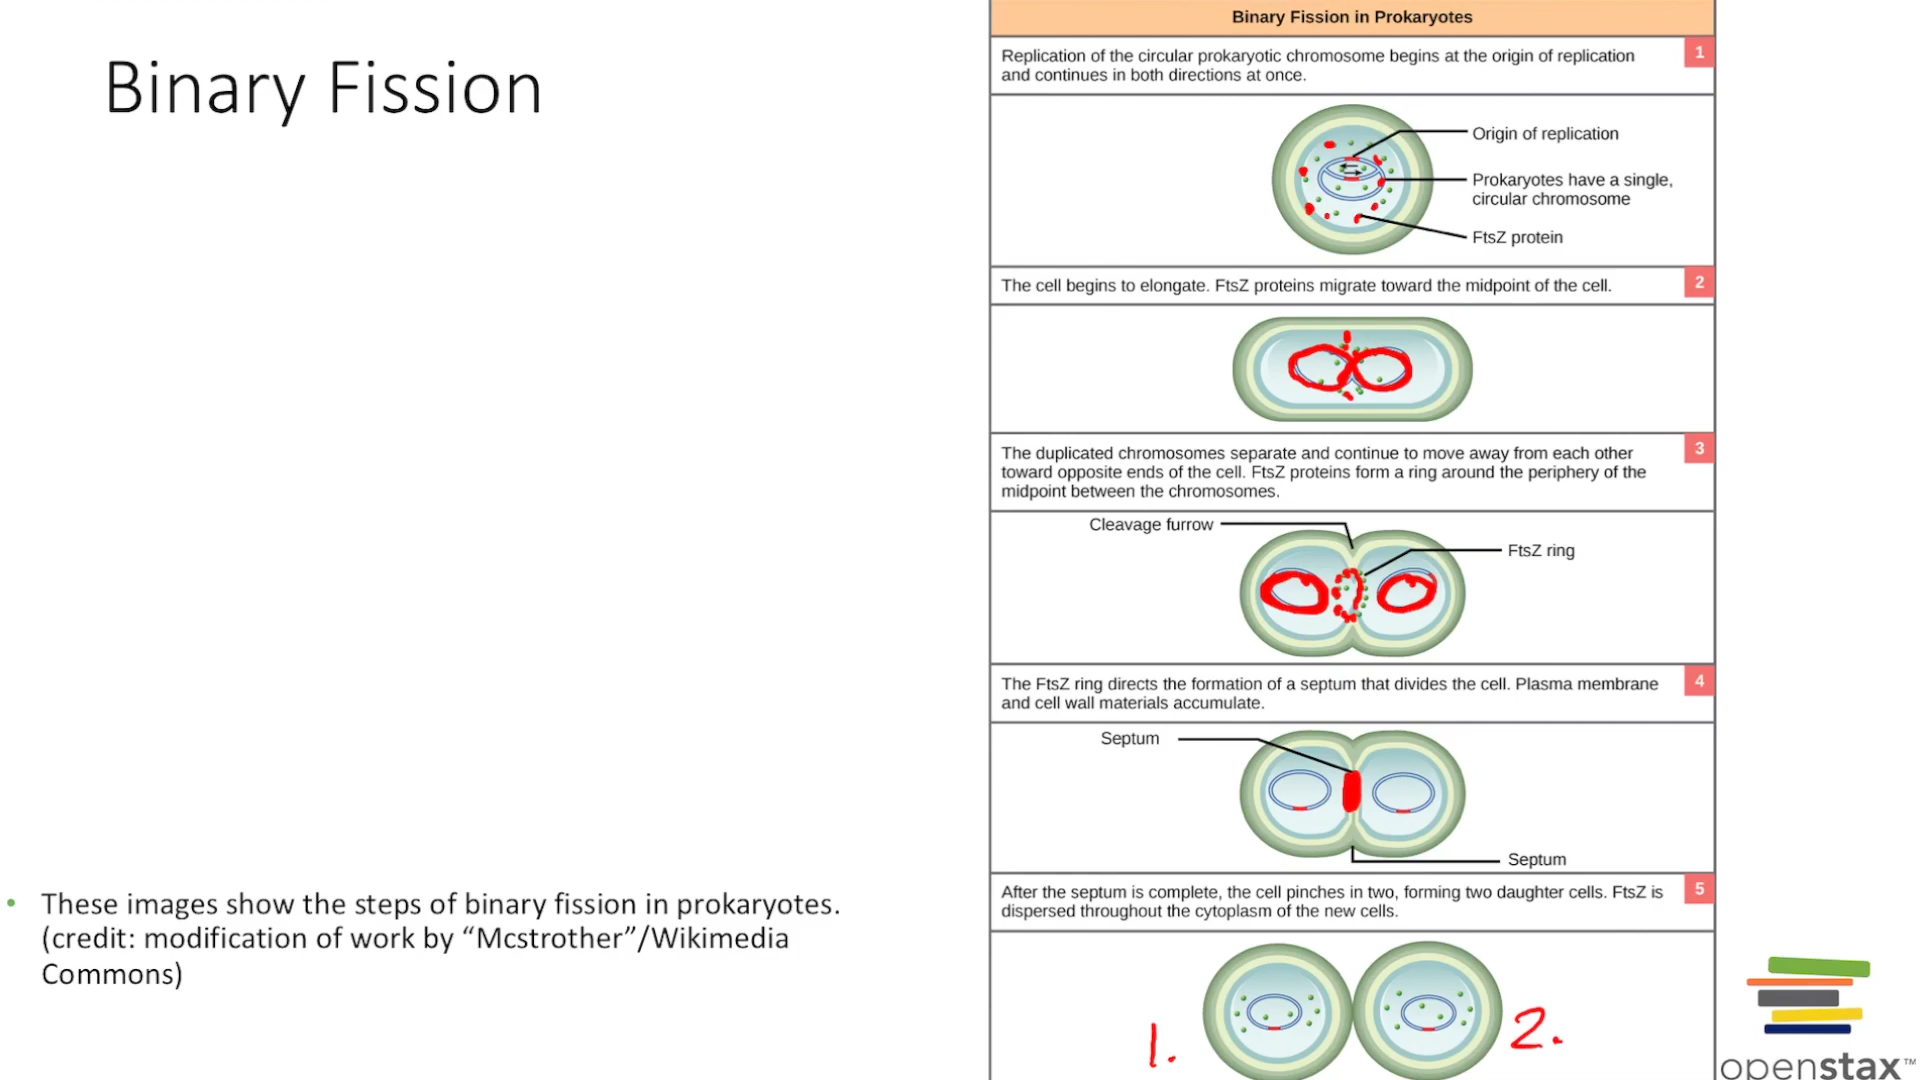 Binary Fission
Binary Fission in Prokaryotes
Replication of the circular prokaryotic chromosome begins at the origin of replication
and continues in both directions at once.
1
Origin of replication
Prokaryotes have a single,
circular chromosome
FtsZ protein
The cell begins to elongate. FtsZ proteins migrate toward the midpoint of the cell.
2
The duplicated chromosomes separate and continue to move away from each other
toward opposite ends of the cell. FtsZ proteins form a ring around the periphery of the
midpoint between the chromosomes.
3
Cleavage furrow
FtsZ ring
The FtsZ ring directs the formation of a septum that divides the cell. Plasma membrane
and cell wall materials accumulate.
4
Septum
Septum
After the septum is complete, the cell pinches in two, forming two daughter cells. FtsZ is
dispersed throughout the cytoplasm of the new cells.
5
1.
2.
• These images show the steps of binary fission in prokaryotes.
(credit: modification of work by “Mcstrother”/Wikimedia
Commons)
openstax™